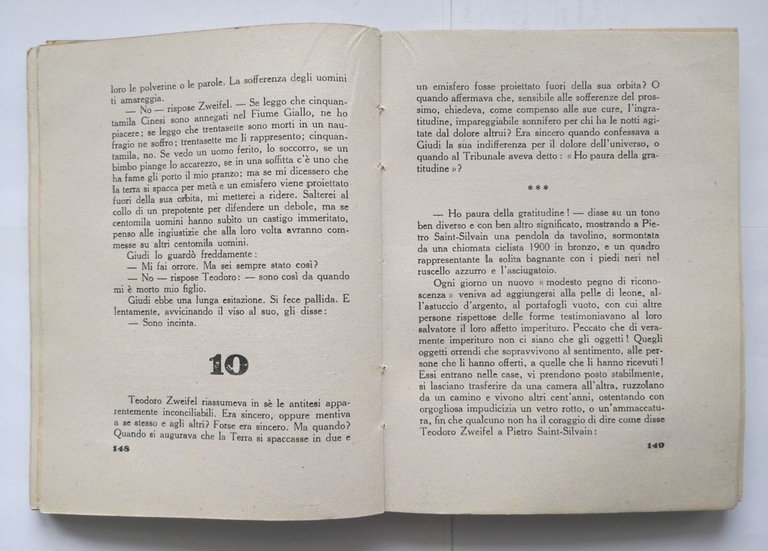 loro le polverine o le parole. La sofferenza degli uomini
ti amareggia.
— No — rispose Zweifel. — Se leggo che cinquan-
tamila Cinesi sono annegati nel Fiume Giallo, ne ho
piacere; se leggo che trentasette sono morti in un nau-
fragio ne soffro; trentasette me li rappresento; cinquan-
tamila, no. Se vedo un uomo ferito, lo soccorro, se un
bimbo piange lo accarezzo, se in una soffitta c'è uno che
ha fame gli porto il mio pranzo; ma se mi dicessero che
la terra si spacca per metà e un emisfero viene proiettato
fuori della sua orbita, mi metterei a ridere. Salterei al
collo di un prepotente per difendere un debole, ma se
centomila uomini hanno subìto un castigo immeritato,
penso alle ingiustizie che alla loro volta avranno com-
messe su altri centomila uomini.
Giudi lo guardò freddamente:
— Mi fai orrore. Ma sei sempre stato così?
— No — rispose Teodoro: — sono così da quando
mi è morto mio figlio.
Giudi ebbe una lunga esitazione. Si fece pallida. E
lentamente, avvicinando il viso al suo, gli disse:
— Sono incinta.
10
Teodoro Zweifel riassumeva in sè le antitesi appa-
rentemente inconciliabili. Era sincero, oppure mentiva
a se stesso e agli altri? Forse era sincero. Ma quando?
Quando si augurava che la Terra si spaccasse in due e
148
un emisfero fosse proiettato fuori della sua orbita? O
quando affermava che, sensibile alle sofferenze del pros-
simo, chiedeva, come compenso alle sue cure, l'ingra-
titudine, impareggiabile sonnifero per chi ha le notti agi-
tate dal dolore altrui? Era sincero quando confessava a
Giudi la sua indifferenza per il dolore dell'universo, o
quando al Tribunale aveva detto: « Ho paura della gra-
titudine »?
***
— Ho paura della gratitudine! — disse su un tono
ben diverso e con ben altro significato, mostrando a Pie-
tro Saint-Silvain una pendola da tavolino, sormontata
da una chiomata ciclista 1900 in bronzo, e un quadro
rappresentante la solita bagnante con i piedi neri nel
ruscello azzurro e l'asciugatoio.
Ogni giorno un nuovo « modesto pegno di ricono-
scenza » veniva ad aggiungersi alla pelle di leone, al-
l'astuccio d'argento, al portafogli vuoto, con cui altre
persone rispettose delle forme testimoniavano al loro
salvatore il loro affetto imperituro. Peccato che di vera-
mente imperituro non ci siano che gli oggetti! Quegli
oggetti orrendi che sopravvivono al sentimento, alle per-
sone che li hanno offerti, a quelle che li hanno ricevuti!
Essi entrano nelle case, vi prendono posto stabilmente,
si lasciano trasferire da una camera all'altra, ruzzolano
da un camino e vivono altri cent'anni, ostentando con
orgogliosa impudicizia un vetro rotto, o un'ammaccatu-
ra, fin che qualcuno non ha il coraggio di dire come disse
Teodoro Zweifel a Pietro Saint-Silvain:
149